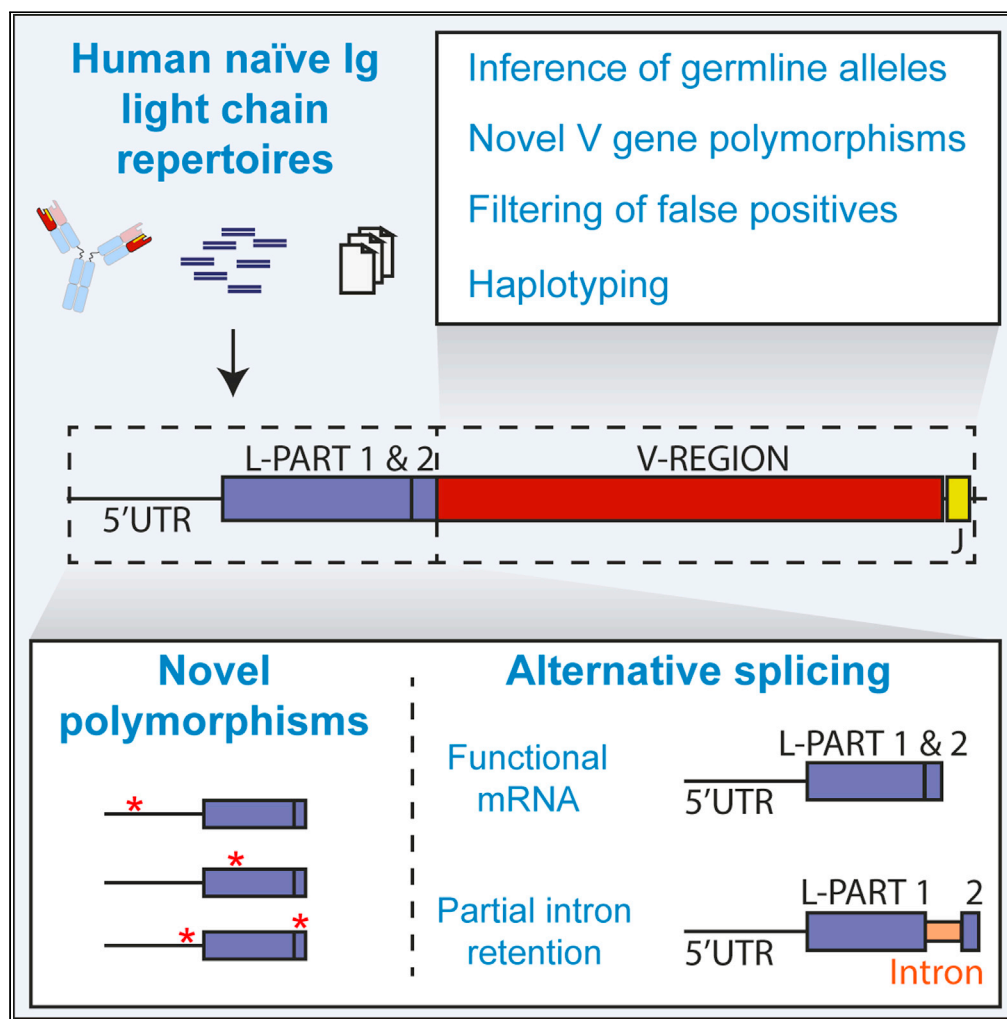 Human naïve Ig
light chain
repertoires
Inference of germline alleles
Novel V gene polymorphisms
Filtering of false positives
Haplotyping
L-PART 1 & 2
V-REGION
5'UTR
J
Novel
polymorphisms
*
*
*
*
Alternative splicing
Functional
mRNA
L-PART 1 & 2
5'UTR
Partial intron
retention
L-PART 1 2
5'UTR
Intron